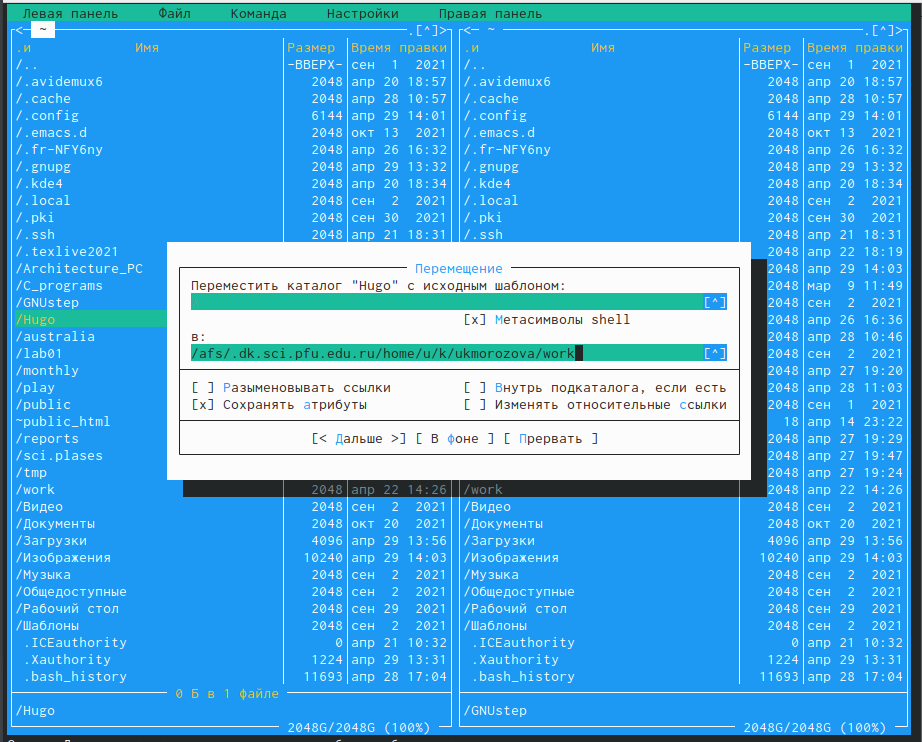 Левая панель Файл Команда Настройки Правая панель
<─ ~ ─.[^]> <─ ~ ─.[^]>
.и Имя Размер Время правки .и Имя Размер Время правки
/.. -ВВЕРХ- сен 1 2021 /.. -ВВЕРХ- сен 1 2021
/.avidemux6 2048 апр 20 18:57 /.avidemux6 2048 апр 20 18:57
/.cache 2048 апр 28 10:57 /.cache 2048 апр 28 10:57
/.config 6144 апр 29 14:01 /.config 6144 апр 29 14:01
/.emacs.d 2048 окт 13 2021 /.emacs.d 2048 окт 13 2021
/.fr-NFY6ny 2048 апр 26 16:32 /.fr-NFY6ny 2048 апр 26 16:32
/.gnupg 2048 апр 29 13:32 /.gnupg 2048 апр 29 13:32
/.kde4 2048 апр 20 18:34 /.kde4 2048 апр 20 18:34
/.local 2048 сен 2 2021 /.local 2048 сен 2 2021
/.pki 2048 сен 30 2021 /.pki 2048 сен 30 2021
/.ssh 2048 апр 21 18:31 /.ssh 2048 апр 21 18:31
/.texlive2021 2048 апр 22 18:19
/Architecture_PC Перемещение 2048 апр 29 14:03
/C_programs Переместить каталог "Hugo" с исходным шаблоном: 2048 мар 9 11:49
/GNUstep [^] 2048 сен 2 2021
/Hugo [x] Метасимволы shell 2048 апр 26 16:36
/australia в: 2048 апр 28 10:46
/lab01 /afs/.dk.sci.pfu.edu.ru/home/u/k/ukmorozova/work [^] 2048 сен 2 2021
/monthly 2048 апр 27 19:20
/play [ ] Разыменовывать ссылки [ ] Внутрь подкаталога, если есть 2048 апр 28 11:03
/public [x] Сохранять атрибуты [ ] Изменять относительные ссылки 2048 сен 1 2021
~public_html 18 апр 14 23:22
/reports [< Дальше >] [ В фоне ] [ Прервать ] 2048 апр 27 19:29
/sci.plases 2048 апр 27 19:47
/tmp 2048 апр 27 19:24
/work 2048 апр 22 14:26 /work 2048 апр 22 14:26
/Видео 2048 сен 2 2021 /Видео 2048 сен 2 2021
/Документы 2048 окт 20 2021 /Документы 2048 окт 20 2021
/Загрузки 4096 апр 29 13:56 /Загрузки 4096 апр 29 13:56
/Изображения 10240 апр 29 14:03 /Изображения 10240 апр 29 14:03
/Музыка 2048 сен 2 2021 /Музыка 2048 сен 2 2021
/Общедоступные 2048 сен 2 2021 /Общедоступные 2048 сен 2 2021
/Рабочий стол 2048 сен 29 2021 /Рабочий стол 2048 сен 29 2021
/Шаблоны 2048 сен 2 2021 /Шаблоны 2048 сен 2 2021
.ICEauthority 0 апр 21 10:32 .ICEauthority 0 апр 21 10:32
.Xauthority 1224 апр 29 13:31 .Xauthority 1224 апр 29 13:31
.bash_history 11693 апр 28 17:04 .bash_history 11693 апр 28 17:04
0 Б в 1 файле
/Hugo /GNUstep
2048G/2048G (100%) 2048G/2048G (100%)